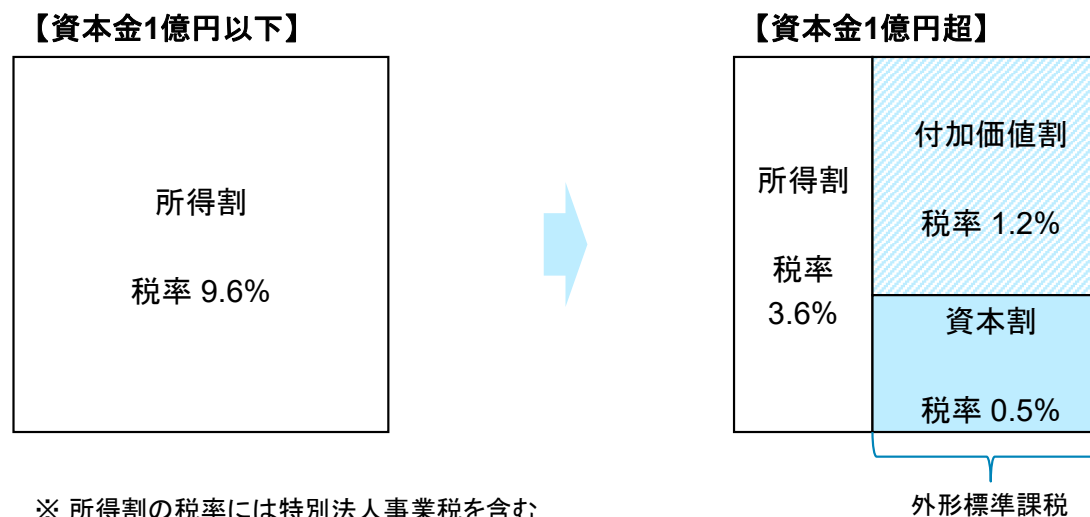 【資本金1億円以下】
所得割
税率 9.6%
【資本金1億円超】
所得割
税率
3.6%
付加価値割
税率 1.2%
資本割
税率 0.5%
外形標準課税
※ 所得割の税率には特別法人事業税を含む